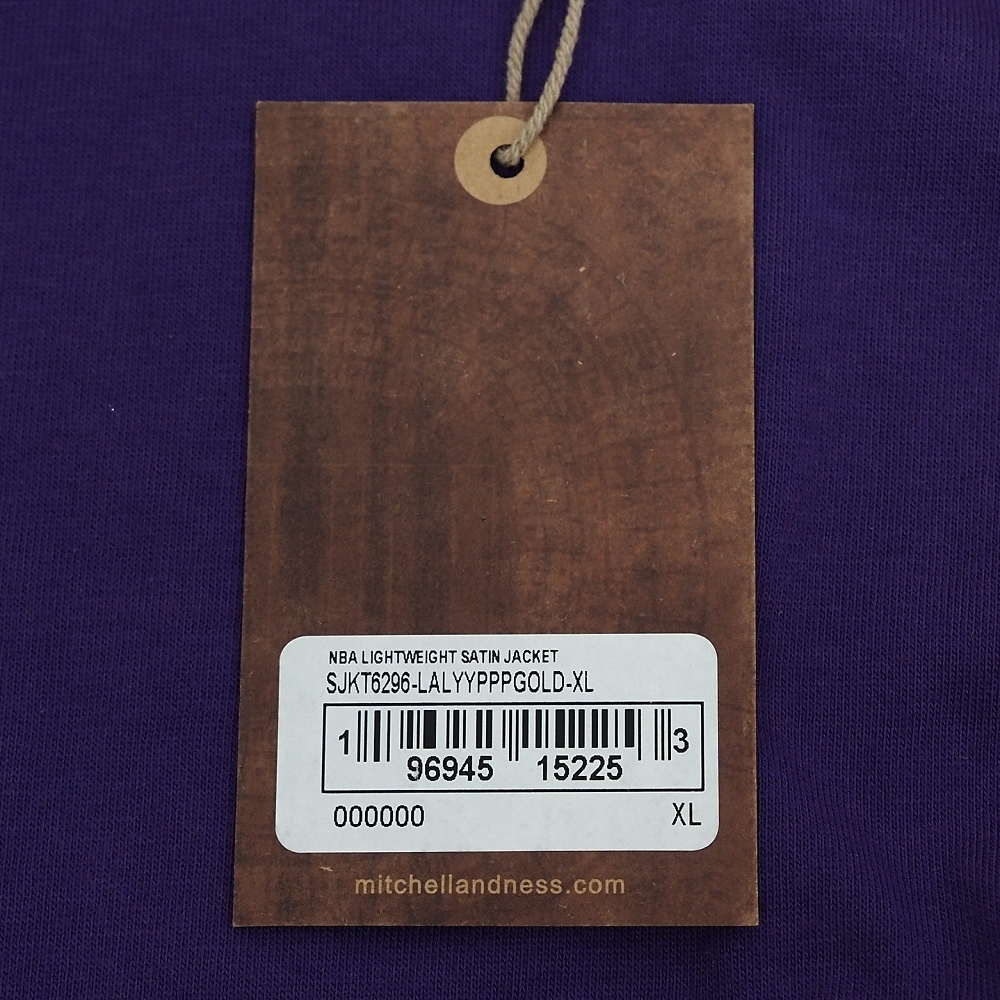 NBA LIGHTWEIGHT SATIN JACKET
SJKT6296-LALYYPPPGOLD-XL
1 96945 15225 3
000000 XL
mitchellandness.com